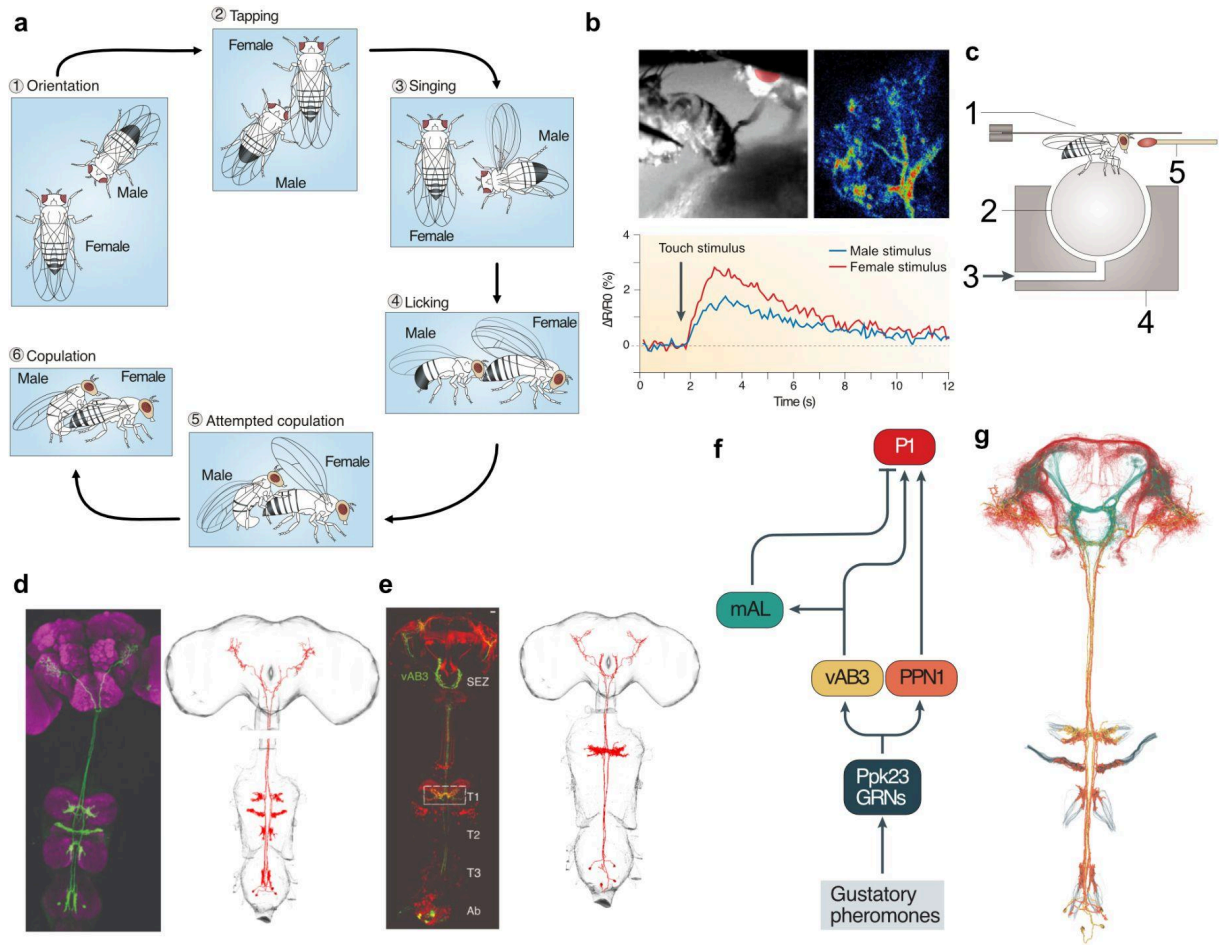 a
① Orientation
Male
Female
② Tapping
Female
Male
③ Singing
Male
Female
④ Licking
Male
Female
⑤ Attempted copulation
Male
Female
⑥ Copulation
Male
Female
b
4
2
0
ΔR/R0 (%)
Touch stimulus
Male stimulus
Female stimulus
0
2
4
6
8
10
12
Time (s)
c
1
2
3
4
5
d
e
vAB3
SEZ
T1
T2
T3
Ab
f
P1
mAL
vAB3
PPN1
Ppk23
GRNs
Gustatory
pheromones
g